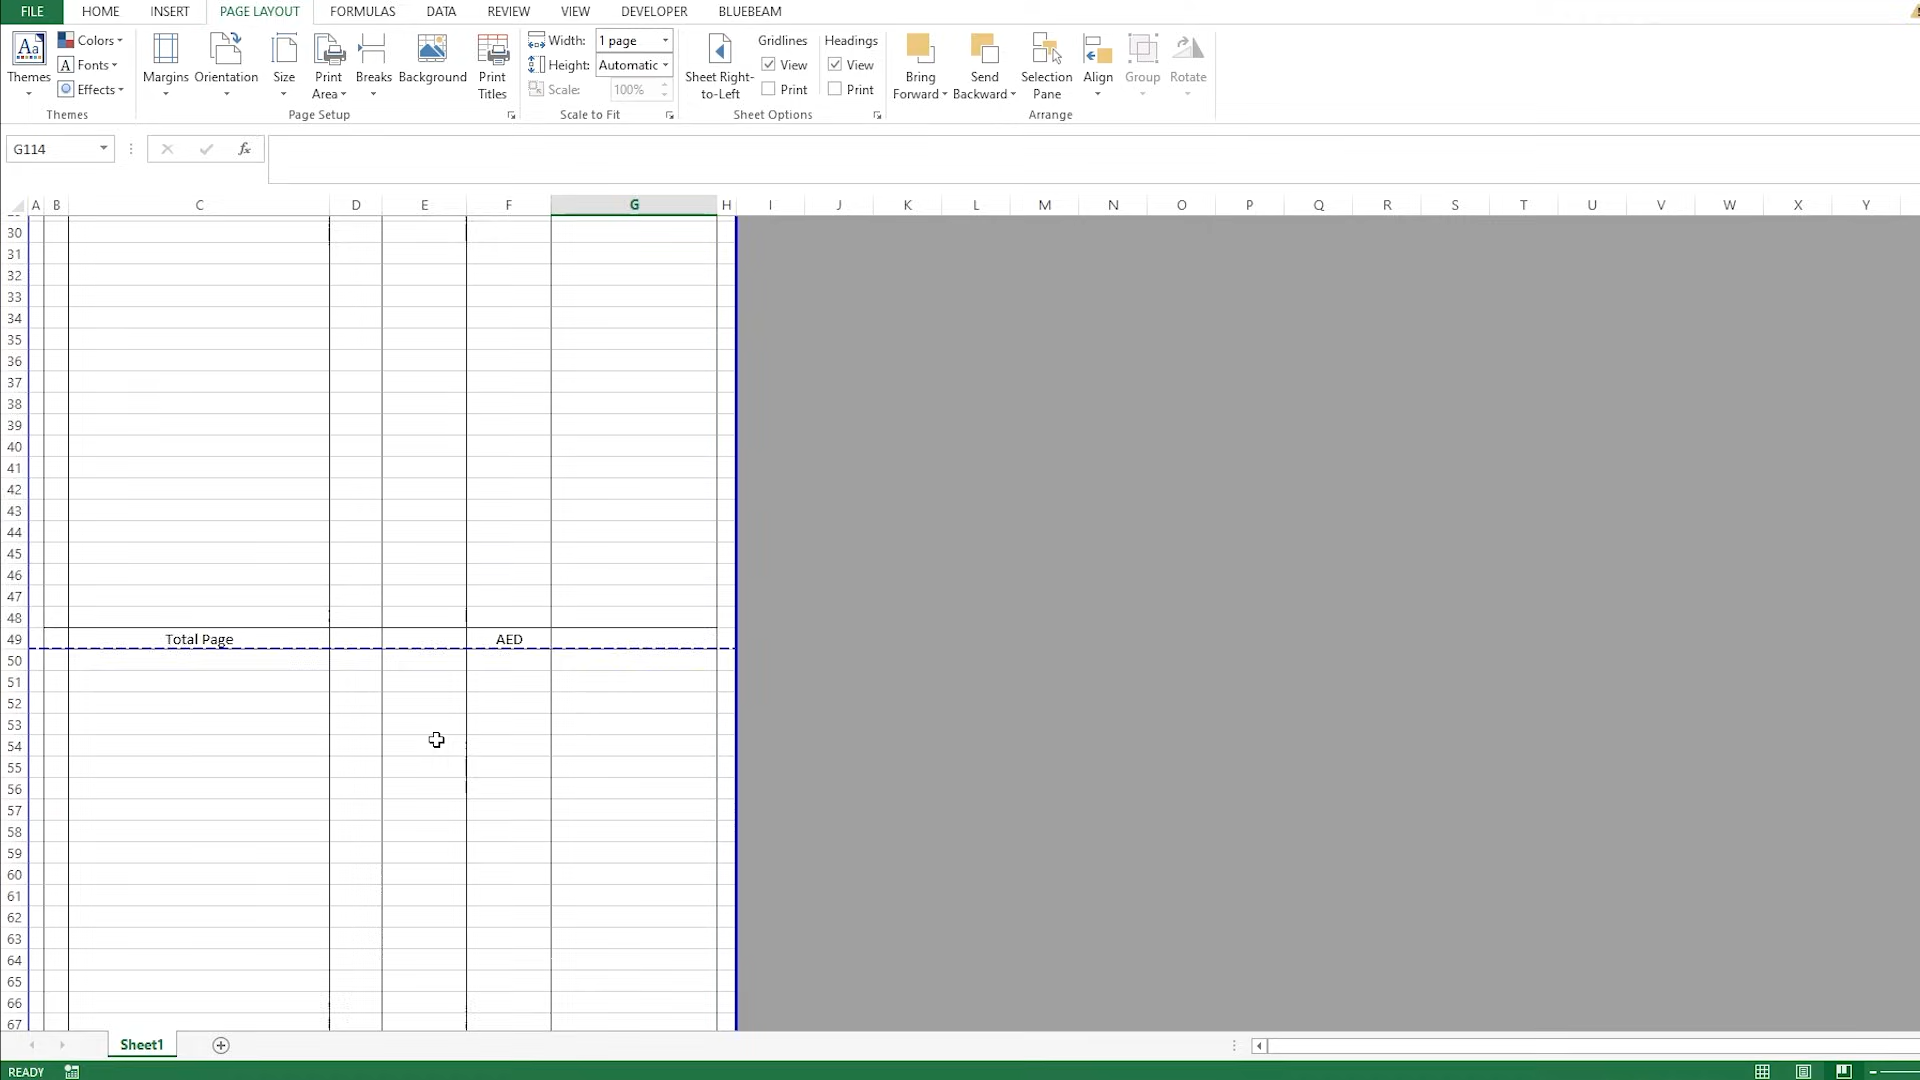 FILE HOME INSERT PAGE LAYOUT FORMULAS DATA REVIEW VIEW DEVELOPER BLUEBEAM
Aa Themes
Colors
Fonts
Effects
Themes
Margins Orientation Size Print Area Breaks Background Print Titles
Page Setup
Width: 1 page
Height: Automatic
Scale: 100%
Scale to Fit
Sheet Right-to-Left
Gridlines Headings
View View
Print Print
Sheet Options
Bring Forward Send Backward Selection Pane Align Group Rotate
Arrange
G114 fx
A B C D E F G H I J K L M N O P Q R S T U V W X Y
30
31
32
33
34
35
36
37
38
39
40
41
42
43
44
45
46
47
48
49 Total Page AED
50
51
52
53
54
55
56
57
58
59
60
61
62
63
64
65
66
67
Sheet1
READY